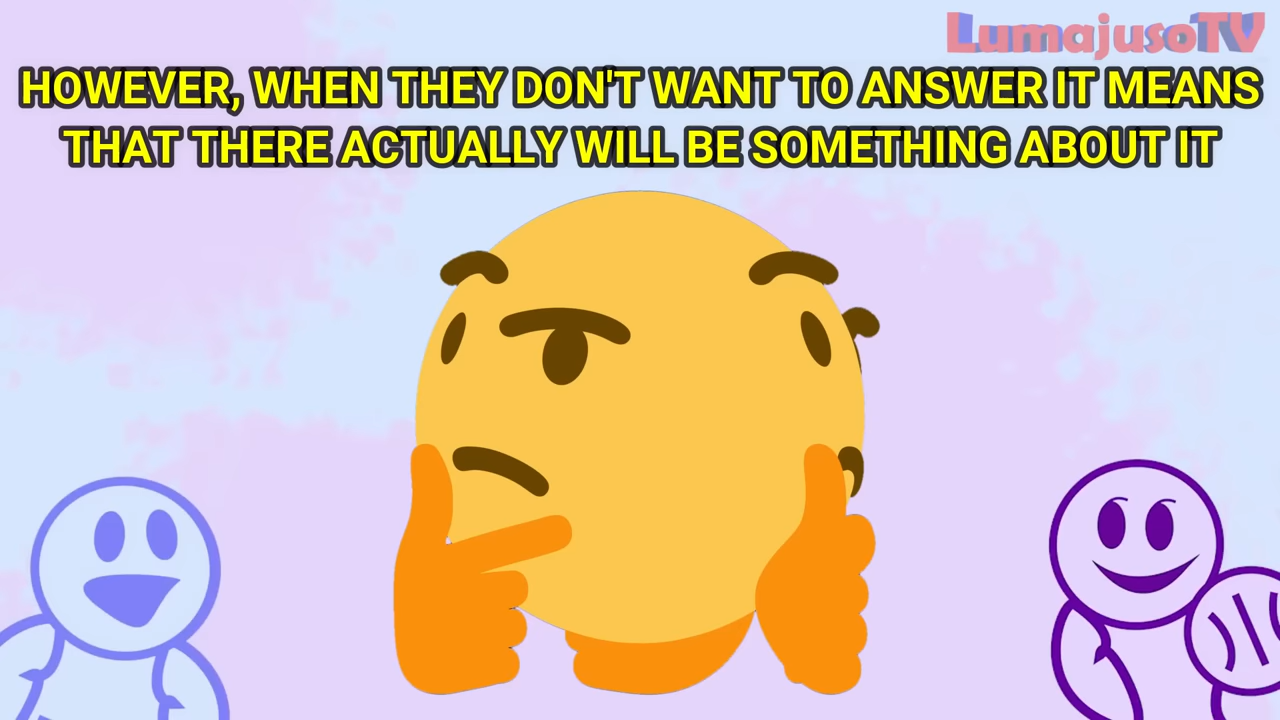 LumajusoTV
HOWEVER, WHEN THEY DON'T WANT TO ANSWER IT MEANS
THAT THERE ACTUALLY WILL BE SOMETHING ABOUT IT